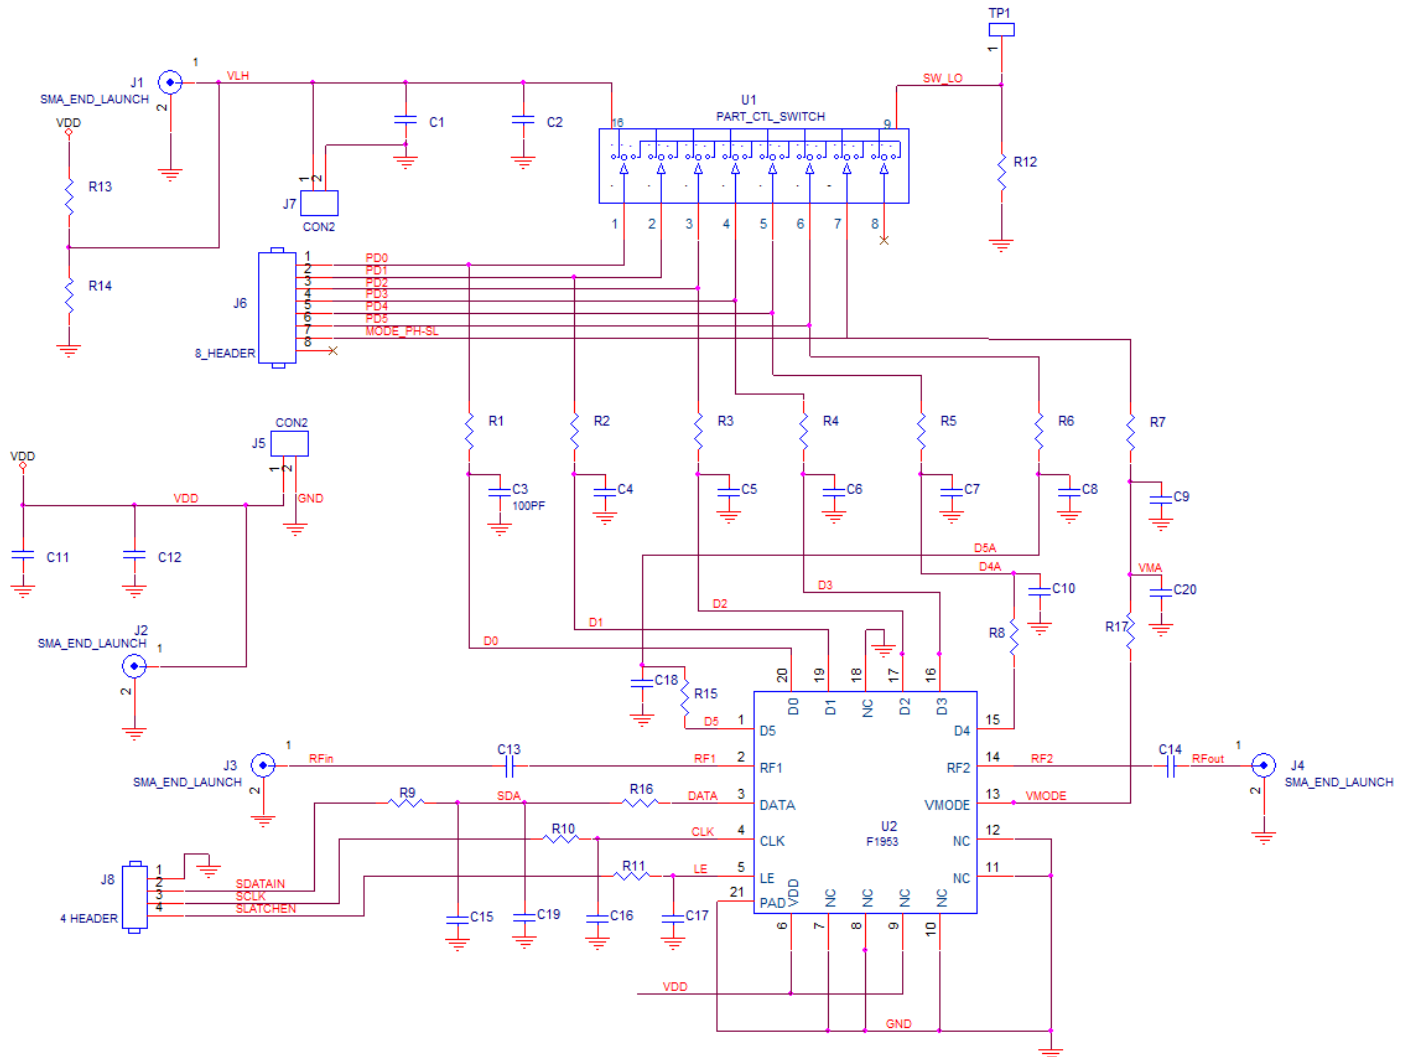 TP1
1
J1
1
VLH
SMA_END_LAUNCH
2
SW_LO
U1
PART_CTL_SWITCH
C1
C2
16
9
VDD
R13
R12
1
2
J7
CON2
1
2
3
4
5
6
7
8
R14
J6
8_HEADER
1
2
3
4
5
6
7
8
PD0
PD1
PD2
PD3
PD4
PD5
MODE_PH-SL
R1
R2
R3
R4
R5
R6
R7
C3
100PF
C4
C5
C6
C7
C8
C9
CON2
J5
1
2
VDD
VDD
GND
C11
C12
J2
SMA_END_LAUNCH
1
2
D5A
D4A
VMA
C10
C20
D3
D2
D1
D0
R8
R17
C18
R15
D5
20
19
18
17
16
D0
D1
NC
D2
D3
1
D5
D4
15
J3
SMA_END_LAUNCH
1
2
RFin
C13
RF1
2
RF1
RF2
14
RF2
C14
RFout
1
J4
SMA_END_LAUNCH
2
R9
SDA
R16
DATA
3
DATA
VMODE
13
VMODE
R10
CLK
4
CLK
U2
F1953
NC
12
R11
LE
5
LE
NC
11
21
PAD
VDD
NC
NC
NC
NC
6
7
8
9
10
J8
4 HEADER
1
2
3
4
SDATAIN
SCLK
SLATCHEN
C15
C19
C16
C17
VDD
GND